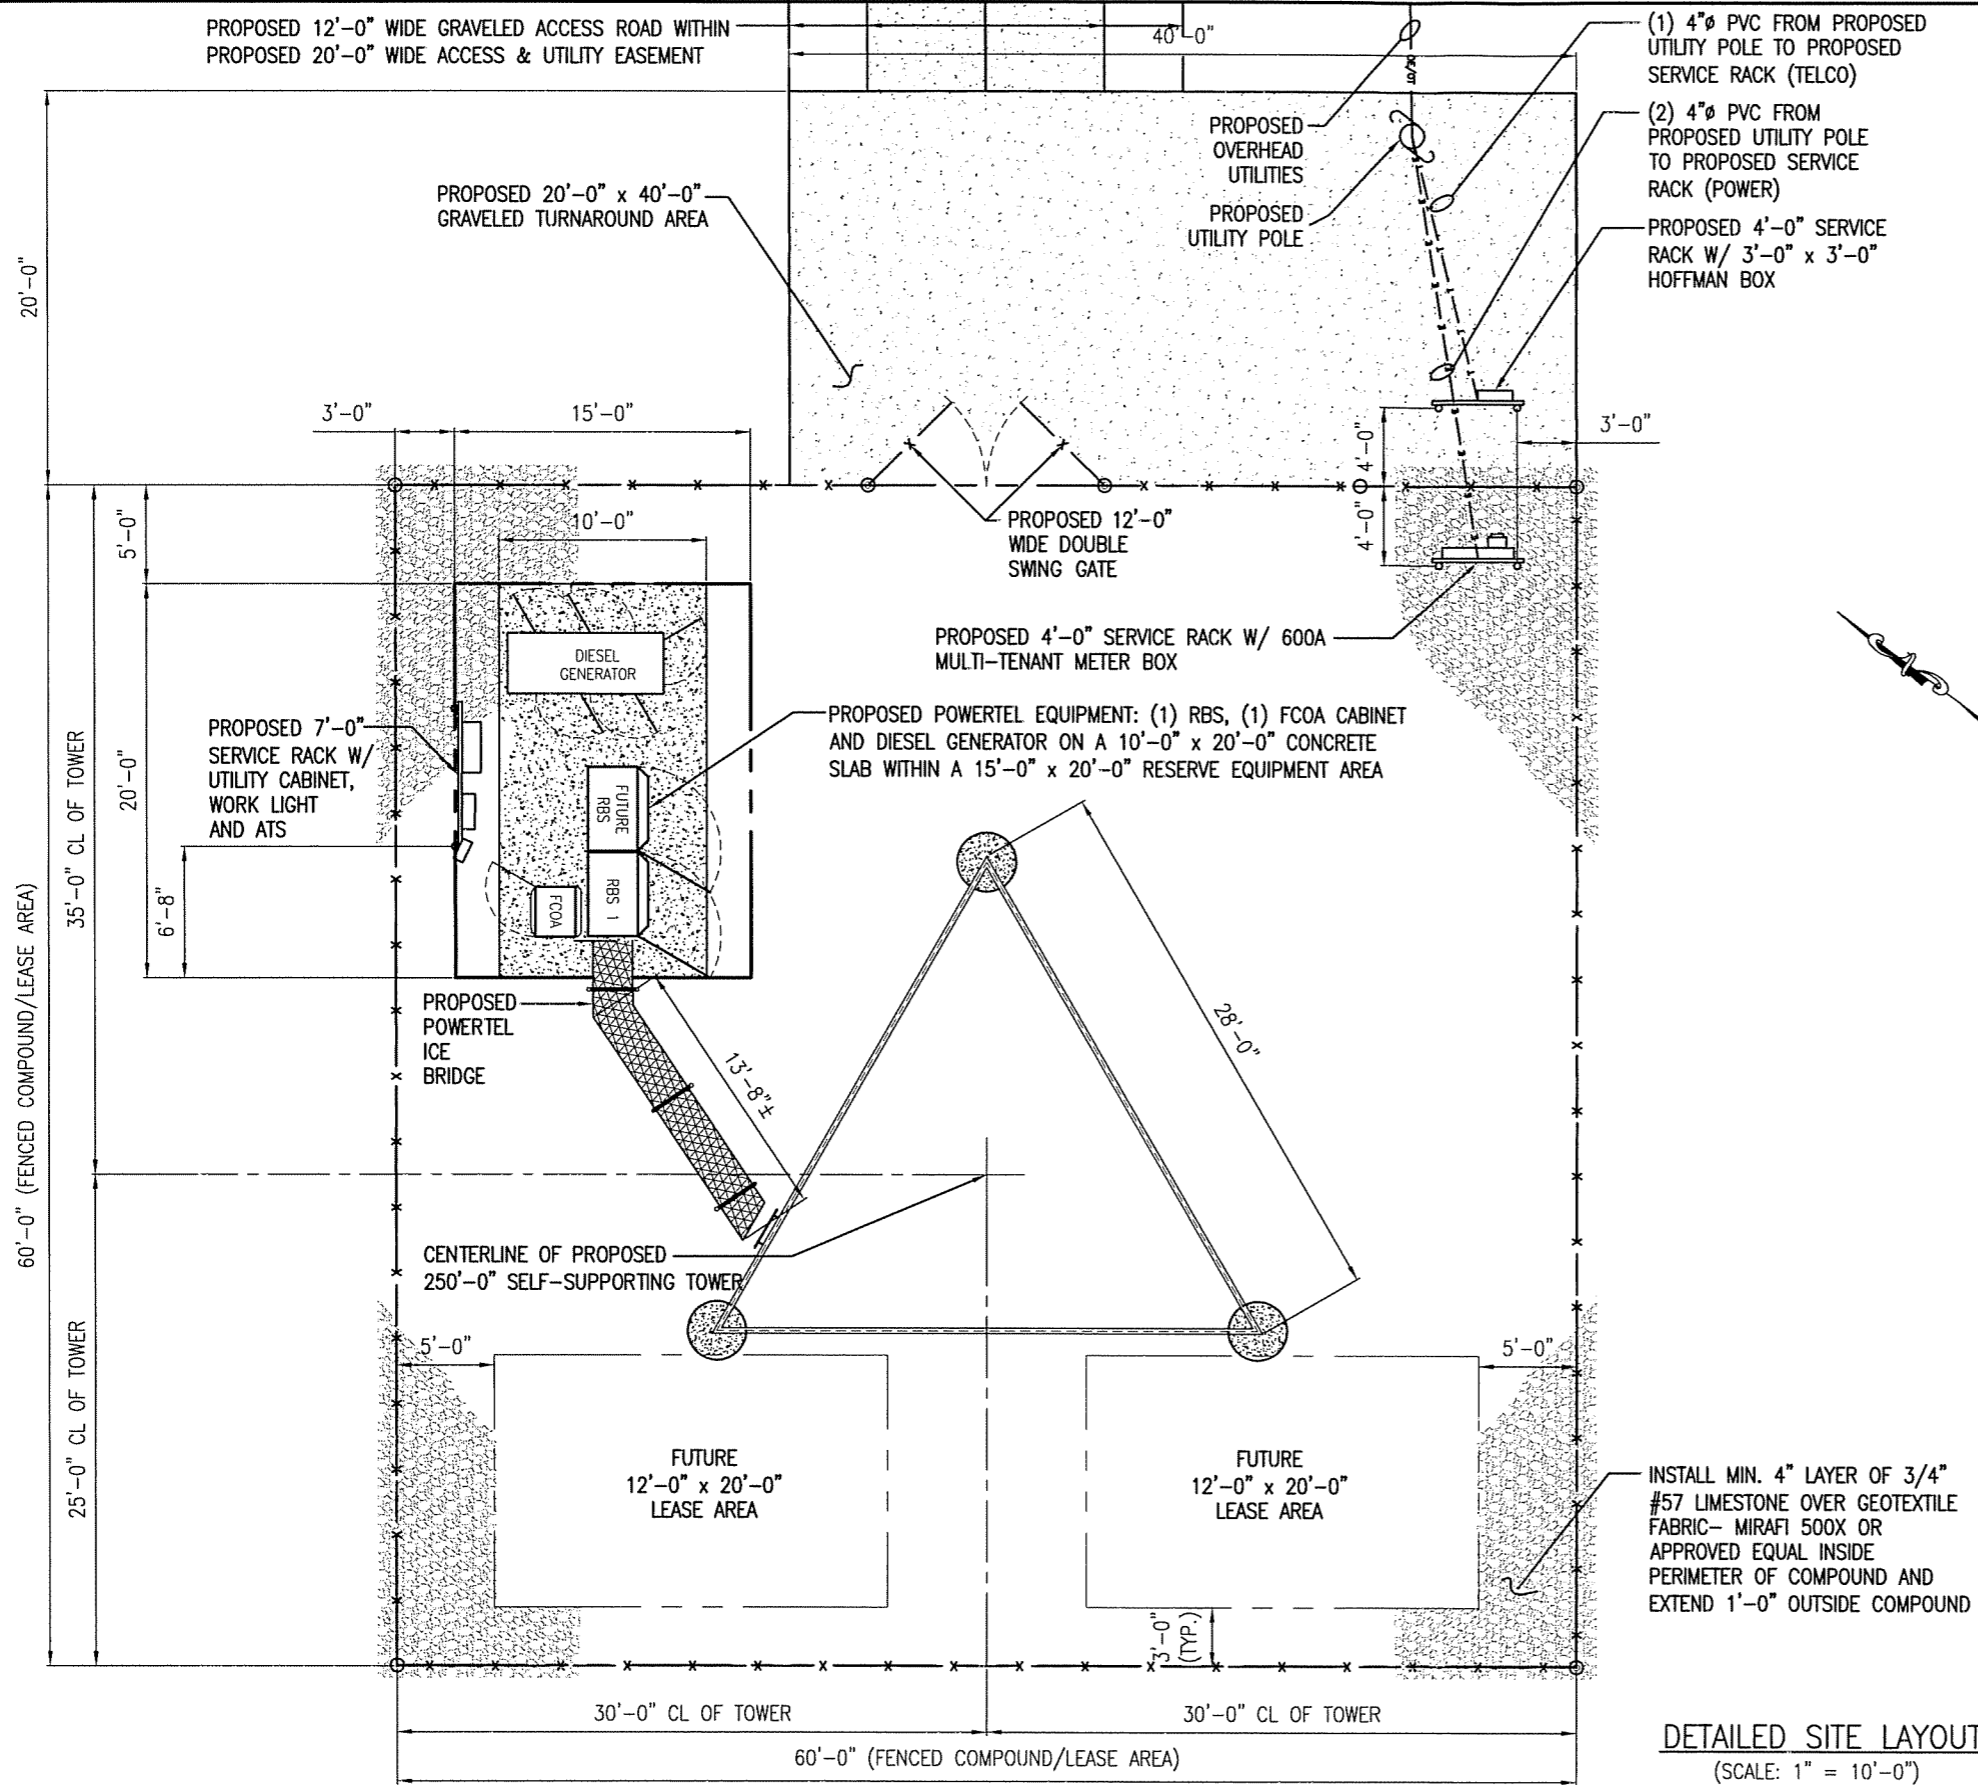 PROPOSED 12'-0" WIDE GRAVELED ACCESS ROAD WITHIN
PROPOSED 20'-0" WIDE ACCESS & UTILITY EASEMENT
40'-0"
(1) 4"ø PVC FROM PROPOSED
UTILITY POLE TO PROPOSED
SERVICE RACK (TELCO)
(2) 4"ø PVC FROM
PROPOSED UTILITY POLE
TO PROPOSED SERVICE
RACK (POWER)
PROPOSED 4'-0" SERVICE
RACK W/ 3'-0" x 3'-0"
HOFFMAN BOX
PROPOSED
OVERHEAD
UTILITIES
PROPOSED
UTILITY POLE
PROPOSED 20'-0" x 40'-0"
GRAVELED TURNAROUND AREA
20'-0"
3'-0"
15'-0"
3'-0"
4'-0"
4'-0"
5'-0"
10'-0"
PROPOSED 12'-0"
WIDE DOUBLE
SWING GATE
DIESEL
GENERATOR
PROPOSED 4'-0" SERVICE RACK W/ 600A
MULTI-TENANT METER BOX
PROPOSED 7'-0"
SERVICE RACK W/
UTILITY CABINET,
WORK LIGHT
AND ATS
PROPOSED POWERTEL EQUIPMENT: (1) RBS, (1) FCOA CABINET
AND DIESEL GENERATOR ON A 10'-0" x 20'-0" CONCRETE
SLAB WITHIN A 15'-0" x 20'-0" RESERVE EQUIPMENT AREA
20'-0"
35'-0" CL OF TOWER
60'-0" (FENCED COMPOUND/LEASE AREA)
6'-8"
FUTURE
RBS
RBS 1
FCOA
PROPOSED
POWERTEL
ICE
BRIDGE
13'-8"±
28'-0"
CENTERLINE OF PROPOSED
250'-0" SELF-SUPPORTING TOWER
25'-0" CL OF TOWER
5'-0"
5'-0"
FUTURE
12'-0" x 20'-0"
LEASE AREA
FUTURE
12'-0" x 20'-0"
LEASE AREA
INSTALL MIN. 4" LAYER OF 3/4"
#57 LIMESTONE OVER GEOTEXTILE
FABRIC- MIRAFI 500X OR
APPROVED EQUAL INSIDE
PERIMETER OF COMPOUND AND
EXTEND 1'-0" OUTSIDE COMPOUND
3'-0"
(TYP.)
30'-0" CL OF TOWER
30'-0" CL OF TOWER
60'-0" (FENCED COMPOUND/LEASE AREA)
DETAILED SITE LAYOUT
(SCALE: 1" = 10'-0")